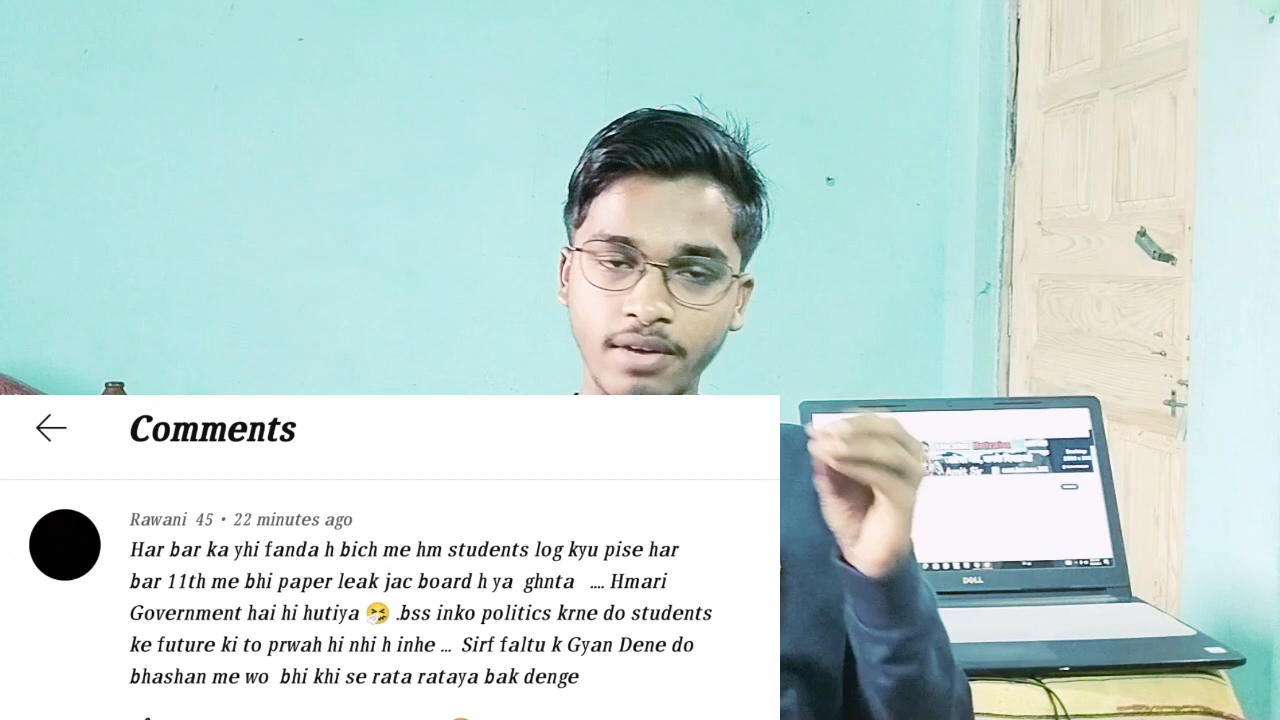 Comments
Rawani 45 • 22 minutes ago
Har bar ka yhi fanda h bich me hm students log kyu pise har
bar 11th me bhi paper leak jac board h ya ghnta .... Hmari
Government hai hi hutiya 🤧 .bss inko politics krne do students
ke future ki to prwah hi nhi h inhe ... Sirf faltu k Gyan Dene do
bhashan me wo bhi khi se rata rataya bak denge
DELL